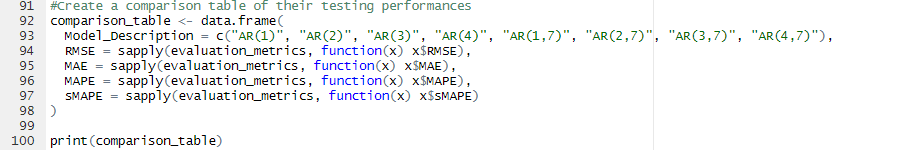 91 #Create a comparison table of their testing performances
92 comparison_table <- data.frame(
93 Model_Description = c("AR(1)", "AR(2)", "AR(3)", "AR(4)", "AR(1,7)", "AR(2,7)", "AR(3,7)", "AR(4,7)"),
94 RMSE = sapply(evaluation_metrics, function(x) x$RMSE),
95 MAE = sapply(evaluation_metrics, function(x) x$MAE),
96 MAPE = sapply(evaluation_metrics, function(x) x$MAPE),
97 sMAPE = sapply(evaluation_metrics, function(x) x$sMAPE)
98 )
99
100 print(comparison_table)